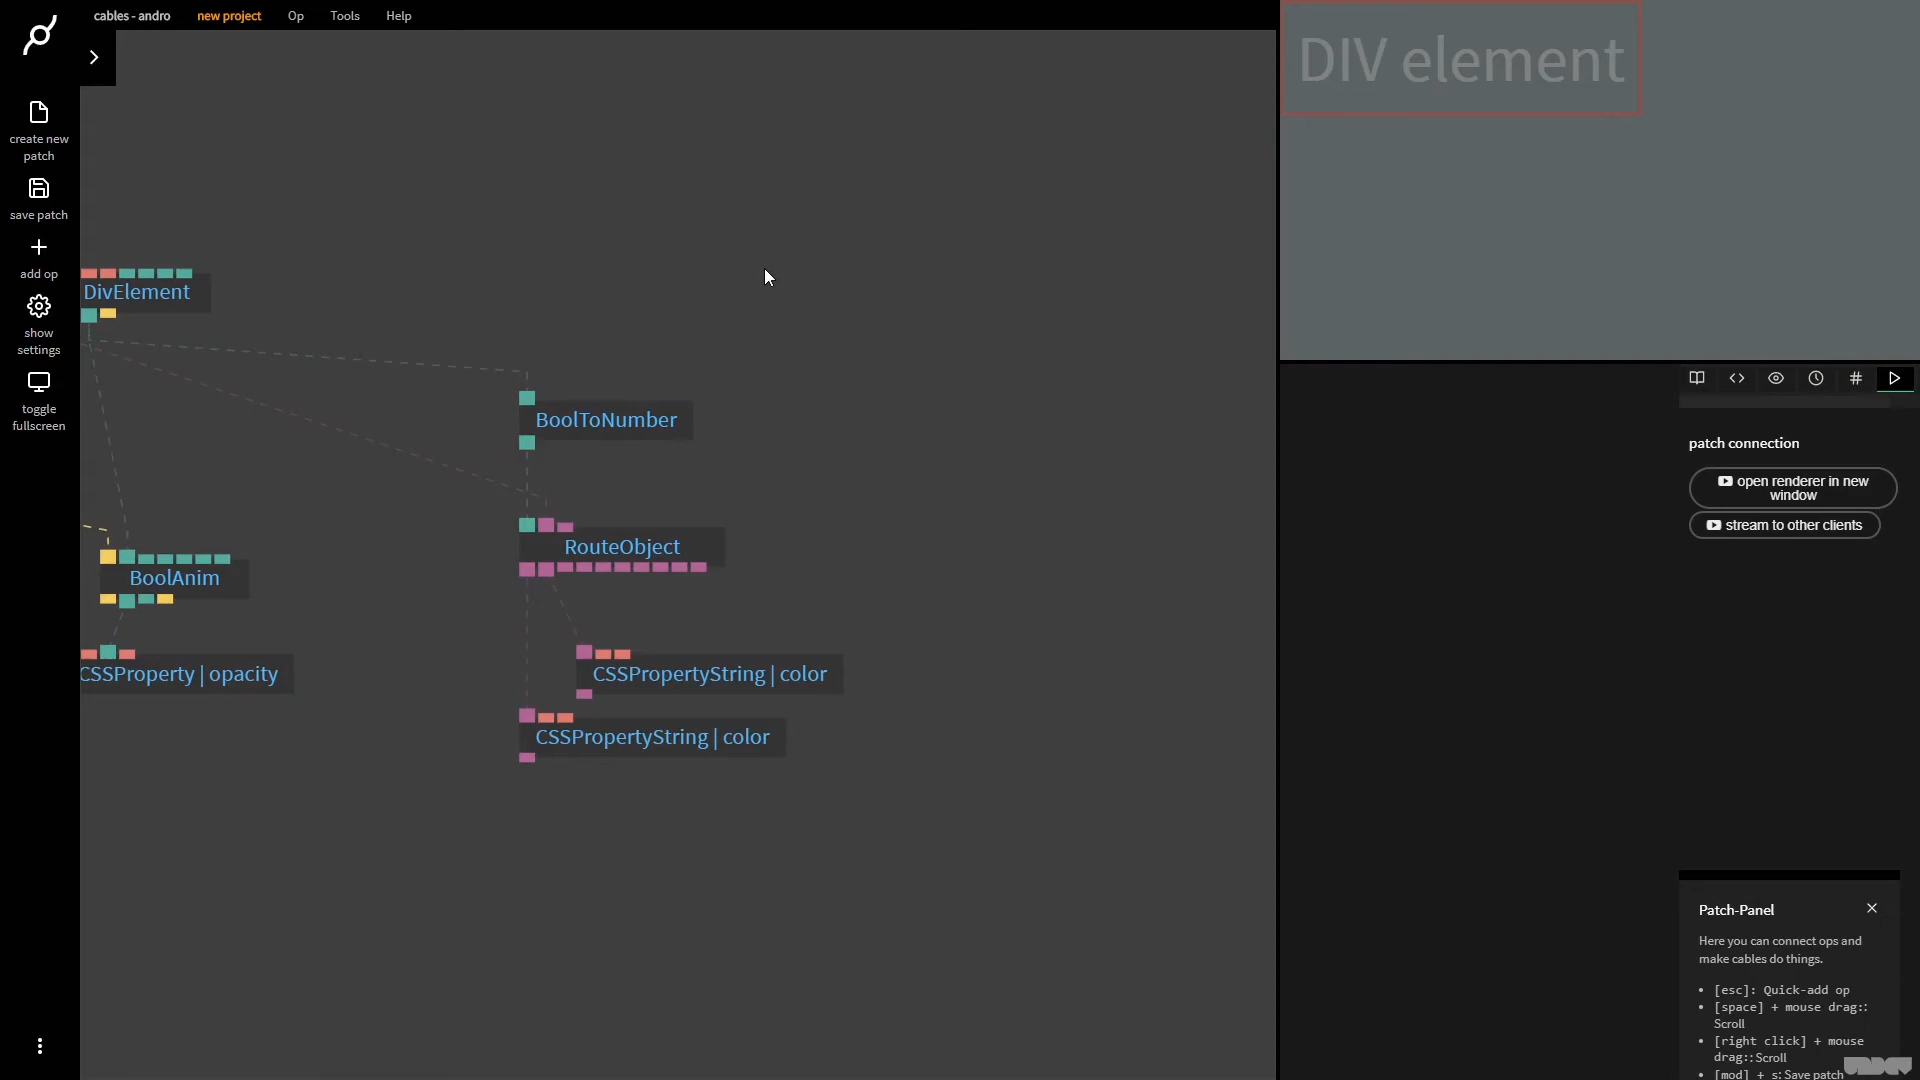 cables - andro
new project
Op
Tools
Help
create new
patch
save patch
add op
show
settings
toggle
fullscreen
DIV element
DivElement
BoolToNumber
RouteObject
BoolAnim
CSSProperty | opacity
CSSPropertyString | color
CSSPropertyString | color
patch connection
open renderer in new
window
stream to other clients
Patch-Panel
Here you can connect ops and
make cables do things.
[esc]: Quick-add op
[space] + mouse drag::
Scroll
[right click] + mouse
drag::Scroll
[mod] + s: Save patch